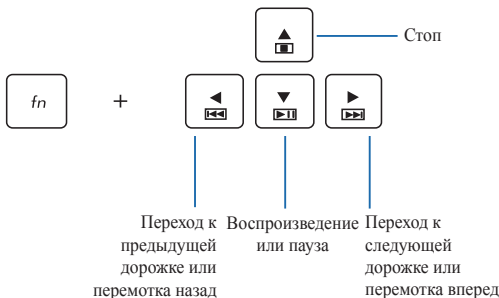 Стоп
fn +
Переход к
предыдущей
дорожке или
перемотка назад
Воспроизведение
или пауза
Переход к
следующей
дорожке или
перемотка вперед